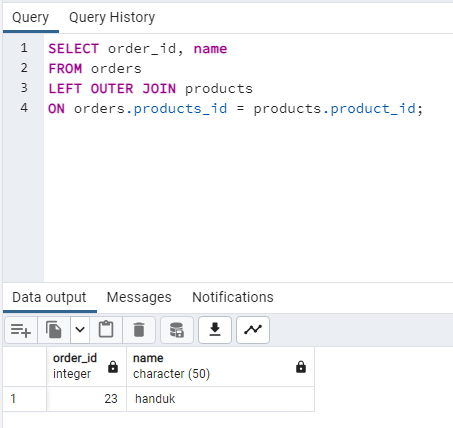 Query Query History
1 SELECT order_id, name
2 FROM orders
3 LEFT OUTER JOIN products
4 ON orders.products_id = products.product_id;
Data output Messages Notifications
order_id name
integer character (50)
1 23 handuk